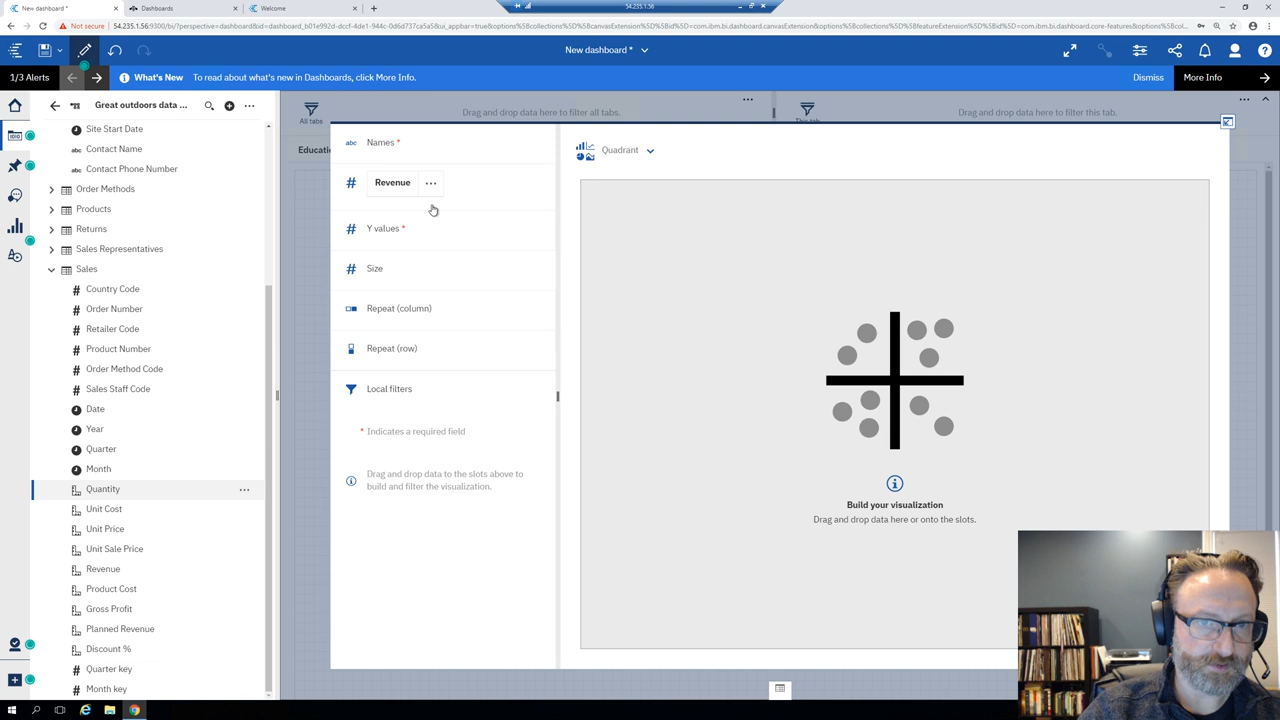 New dashboard *
Dashboards
Welcome
54.235.1.56
Not secure
New dashboard *
1/3 Alerts
What's New
To read about what's new in Dashboards, click More Info.
Dismiss
More Info
Great outdoors data ...
Site Start Date
Contact Name
Contact Phone Number
Order Methods
Products
Returns
Sales Representatives
Sales
Country Code
Order Number
Retailer Code
Product Number
Order Method Code
Sales Staff Code
Date
Year
Quarter
Month
Quantity
Unit Cost
Unit Price
Unit Sale Price
Revenue
Product Cost
Gross Profit
Planned Revenue
Discount %
Quarter key
Month key
All tabs
Drag and drop data here to filter all tabs.
Drag and drop data here to filter this tab.
Names *
Revenue
Y values *
Size
Repeat (column)
Repeat (row)
Local filters
* Indicates a required field
Drag and drop data to the slots above to
build and filter the visualization.
Quadrant
Build your visualization
Drag and drop data here or onto the slots.